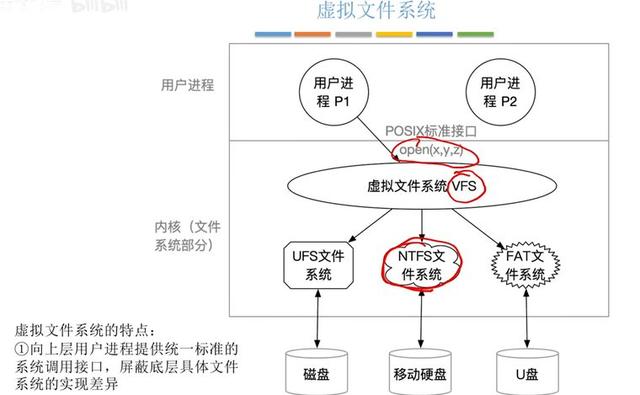 bilibili
虚拟文件系统
用户进程
用户进
程 P1
用户进
程 P2
POSIX标准接口
open(x,y,z)
虚拟文件系统 VFS
内核（文件
系统部分）
UFS文件
系统
NTFS文
件系统
FAT文
件系统
磁盘
移动硬盘
U盘
虚拟文件系统的特点：
①向上层用户进程提供统一标准的
系统调用接口，屏蔽底层具体文件
系统的实现差异